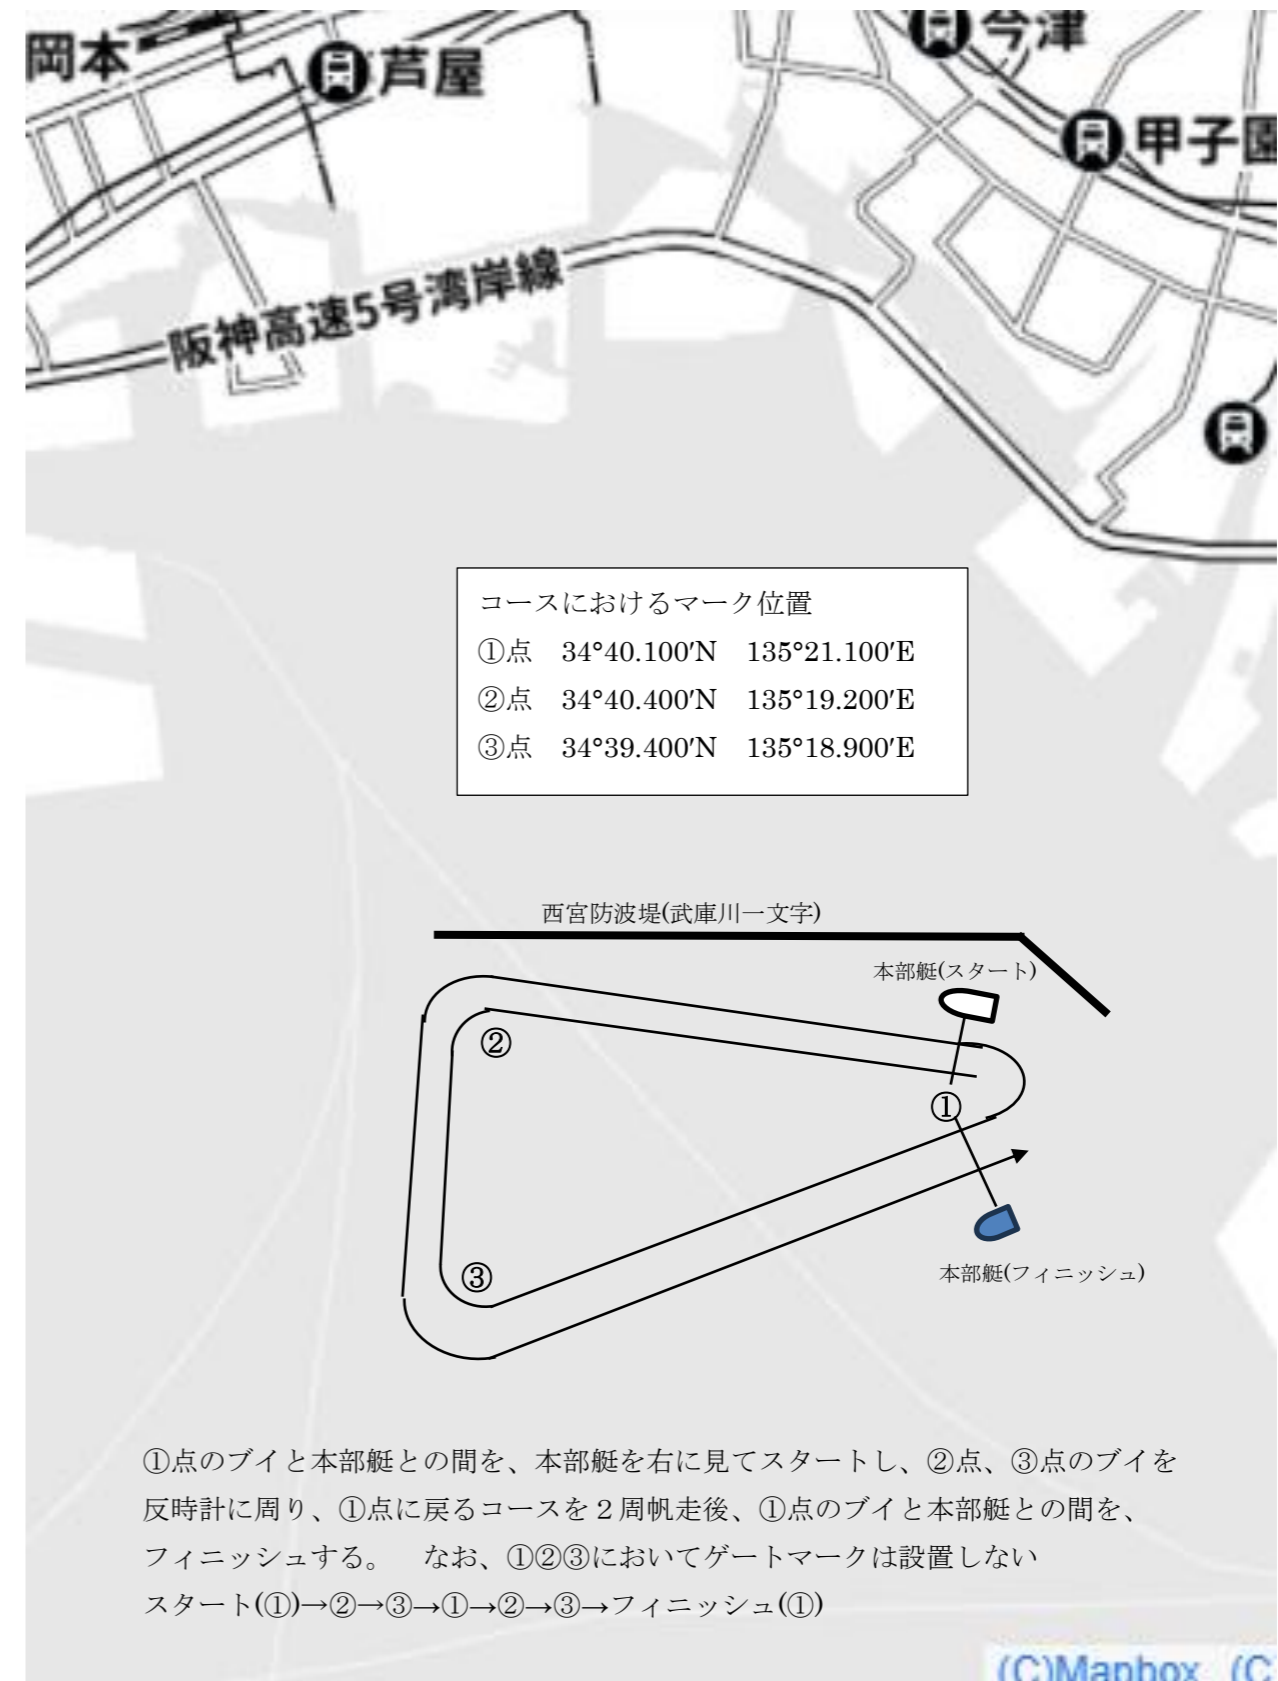 岡本
芦屋
今津
甲子園
阪神高速5号湾岸線
コースにおけるマーク位置
①点 34°40.100′N 135°21.100′E
②点 34°40.400′N 135°19.200′E
③点 34°39.400′N 135°18.900′E
西宮防波堤(武庫川一文字)
本部艇(スタート)
②
①
③
本部艇(フィニッシュ)
①点のブイと本部艇との間を、本部艇を右に見てスタートし、②点、③点のブイを
反時計に周り、①点に戻るコースを２周帆走後、①点のブイと本部艇との間を、
フィニッシュする。 なお、①②③においてゲートマークは設置しない
スタート(①)→②→③→①→②→③→フィニッシュ(①)
(C)Mapbox (C